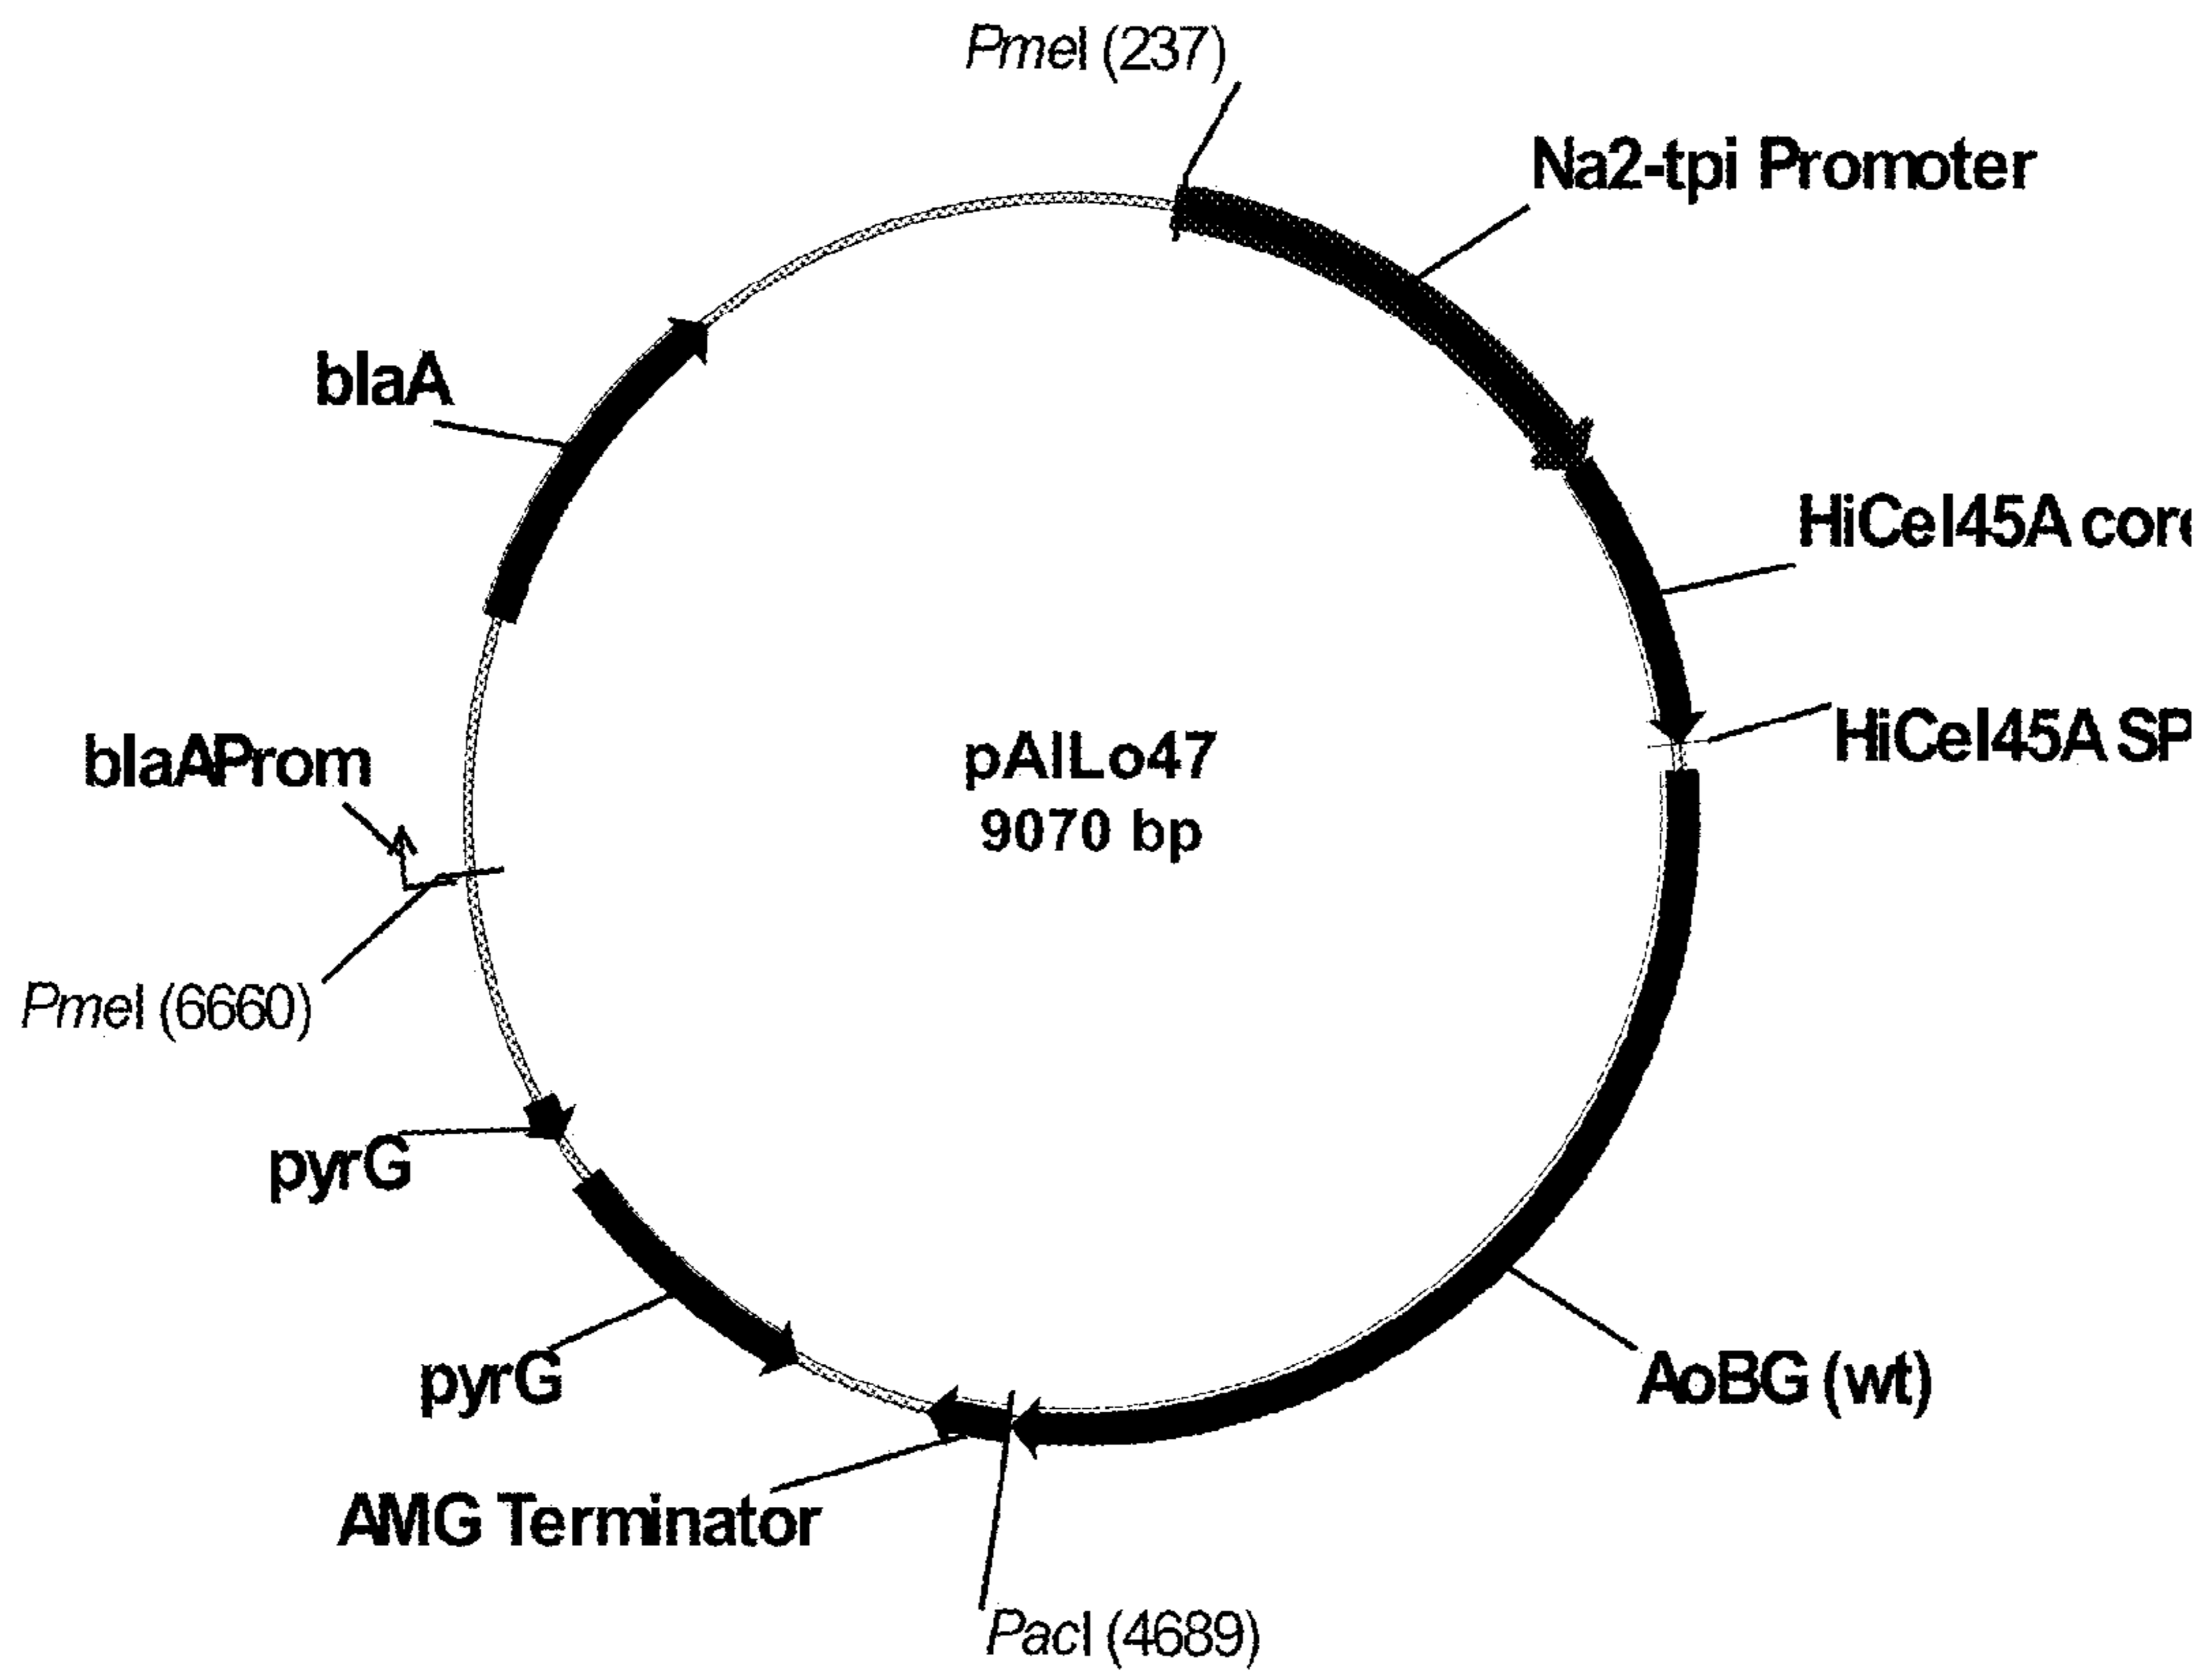 PmeI (237)
Na2-tpi Promoter
blaA
HiCel45A
HiCel45A SP
pAlLo47
9070 bp
blaAProm
PmeI (6660)
pyrG
pyrG
AoBG (wt)
AMG Terminator
PacI (4689)